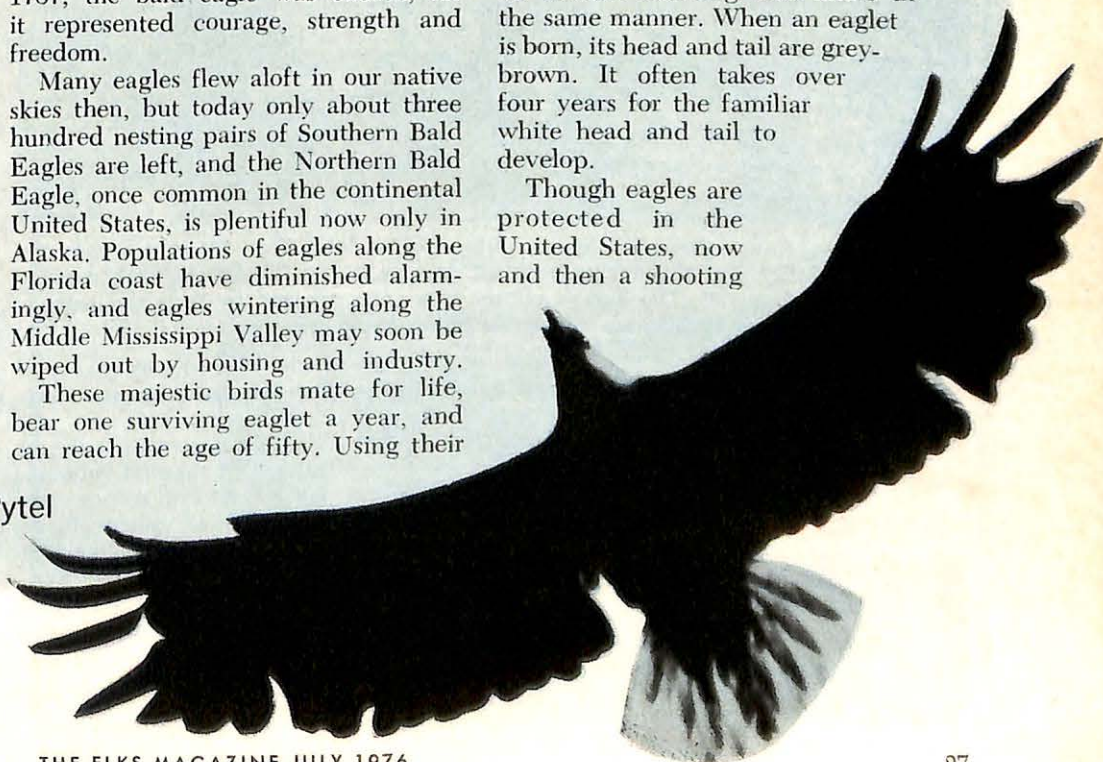 it represented courage, strength and
freedom.
Many eagles flew aloft in our native
skies then, but today only about three
hundred nesting pairs of Southern Bald
Eagles are left, and the Northern Bald
Eagle, once common in the continental
United States, is plentiful now only in
Alaska. Populations of eagles along the
Florida coast have diminished alarm-
ingly, and eagles wintering along the
Middle Mississippi Valley may soon be
wiped out by housing and industry.
These majestic birds mate for life,
bear one surviving eaglet a year, and
can reach the age of fifty. Using their
ytel
the same manner. When an eaglet
is born, its head and tail are grey-
brown. It often takes over
four years for the familiar
white head and tail to
develop.
Though eagles are
protected in the
United States, now
and then a shooting
THE ELKS MAGAZINE JULY 1976